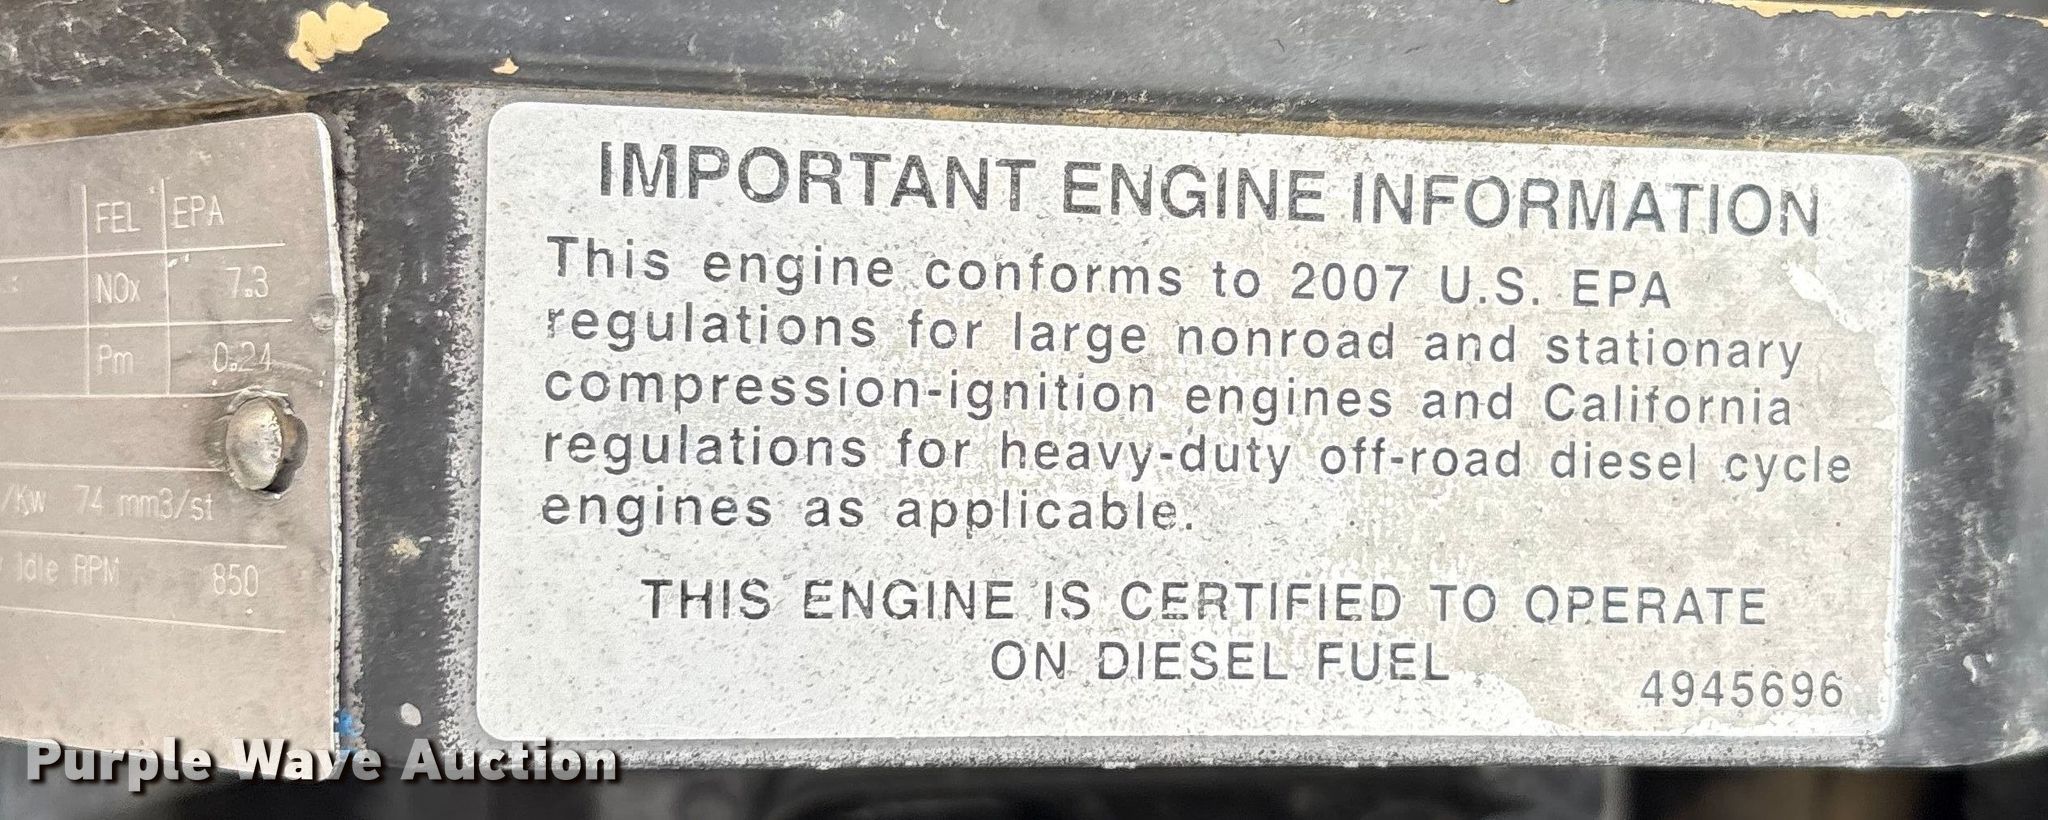 FEL EPA
NOx 7.3
Pm 0.24
/Kw 74 mm3/st
Idle RPM 850
IMPORTANT ENGINE INFORMATION
This engine conforms to 2007 U.S. EPA
regulations for large nonroad and stationary
compression-ignition engines and California
regulations for heavy-duty off-road diesel cycle
engines as applicable.
THIS ENGINE IS CERTIFIED TO OPERATE
ON DIESEL FUEL
4945696
Purple Wave Auction